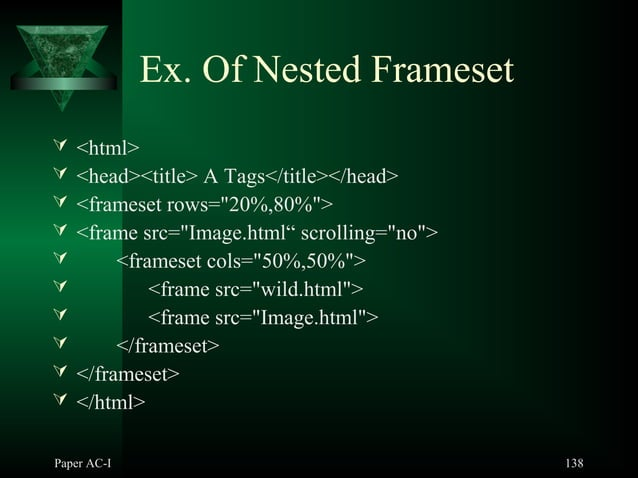 Ex. Of Nested Frameset
<html>
<head><title> A Tags</title></head>
<frameset rows="20%,80%">
<frame src="Image.html“ scrolling="no">
<frameset cols="50%,50%">
<frame src="wild.html">
<frame src="Image.html">
</frameset>
</frameset>
</html>
Paper AC-I
138